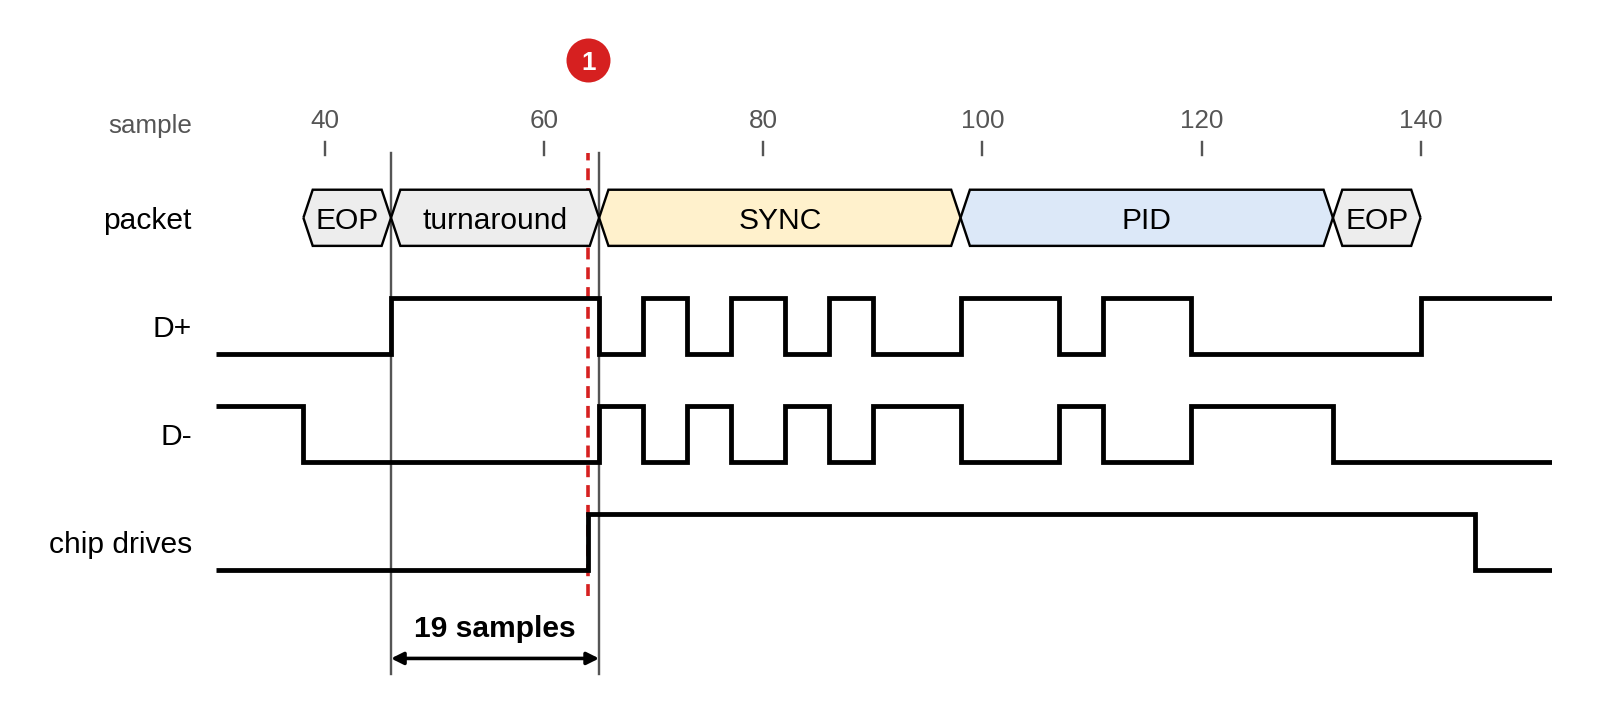 1
sample 40 60 80 100 120 140
packet EOP turnaround SYNC PID EOP
D+
D-
chip drives
19 samples